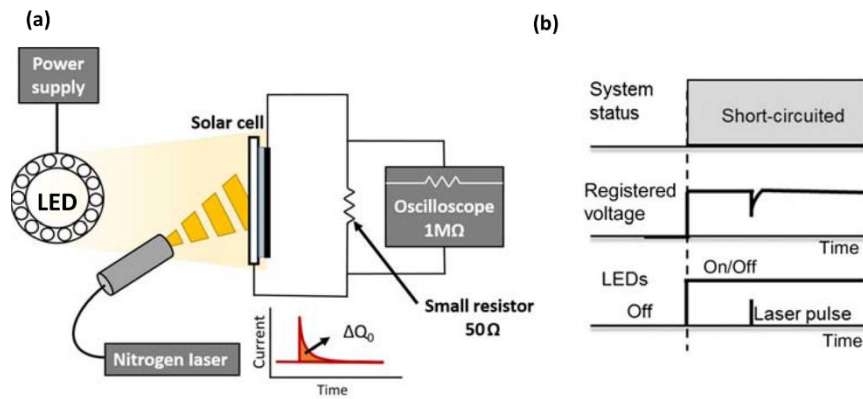 (a)
Power
supply
LED
Solar cell
Oscilloscope
1MΩ
Small resistor
50Ω
Nitrogen laser
Current
ΔQ₀
Time
(b)
System
status
Short-circuited
Registered
voltage
Time
LEDs
On/Off
Off
Laser pulse
Time